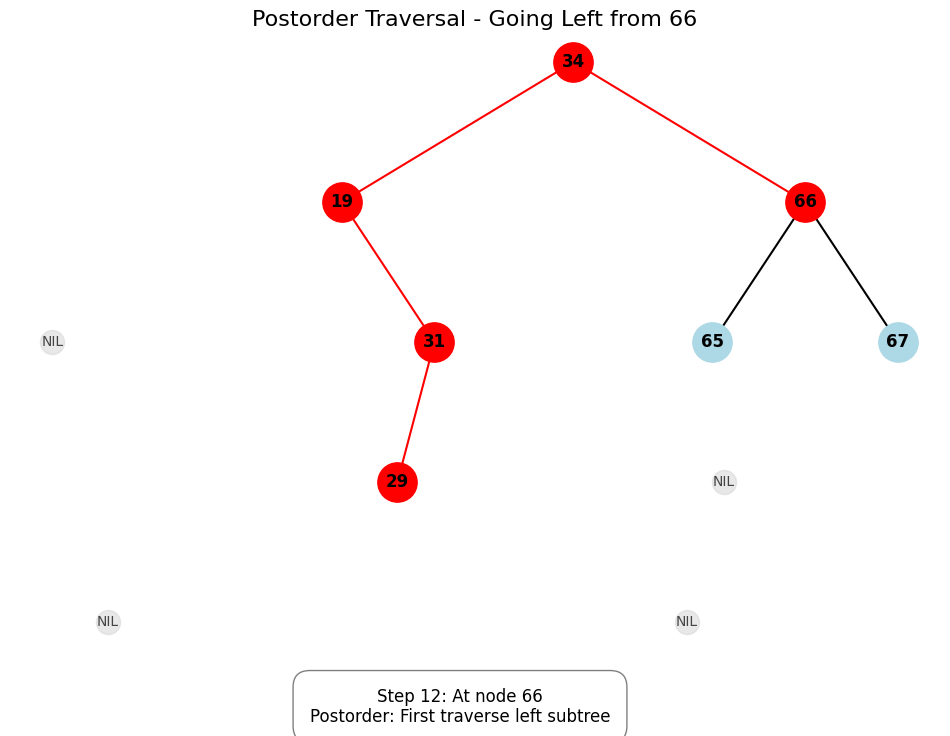 Postorder Traversal - Going Left from 66
34
19
66
NIL
31
65
67
29
NIL
NIL
NIL
Step 12: At node 66
Postorder: First traverse left subtree